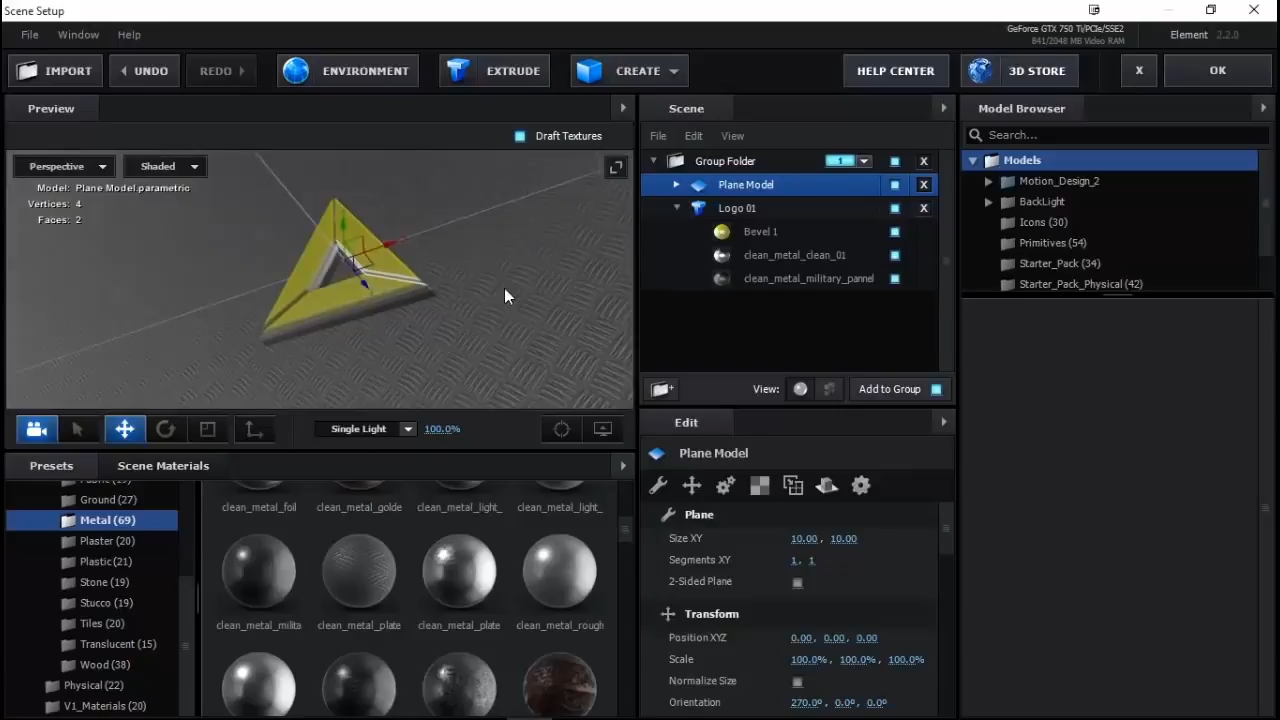 Scene Setup
File Window Help
GeForce GTX 750 Ti/PCIe/SSE2
841/2048 MB Video RAM
Element 2.2.0
IMPORT UNDO REDO ENVIRONMENT EXTRUDE CREATE HELP CENTER 3D STORE X OK
Preview
Draft Textures
Perspective Shaded
Model: Plane Model.parametric
Vertices: 4
Faces: 2
Single Light 100.0%
Presets Scene Materials
Ground (27)
Metal (69)
Plaster (20)
Plastic (21)
Stone (19)
Stucco (19)
Tiles (20)
Translucent (15)
Wood (38)
Physical (22)
V1_Materials (20)
clean_metal_foil clean_metal_golde clean_metal_light_ clean_metal_light_
clean_metal_milita clean_metal_plate clean_metal_plate clean_metal_rough
Scene
File Edit View
Group Folder 1 X
Plane Model X
Logo 01 X
Bevel 1
clean_metal_clean_01
clean_metal_military_pannel
View: Add to Group
Edit
Plane Model
Plane
Size XY 10.00, 10.00
Segments XY 1, 1
2-Sided Plane
Transform
Position XYZ 0.00, 0.00, 0.00
Scale 100.0%, 100.0%, 100.0%
Normalize Size
Orientation 270.0º, 0.0º, 0.0º
Model Browser
Search...
Models
Motion_Design_2
BackLight
Icons (30)
Primitives (54)
Starter_Pack (34)
Starter_Pack_Physical (42)